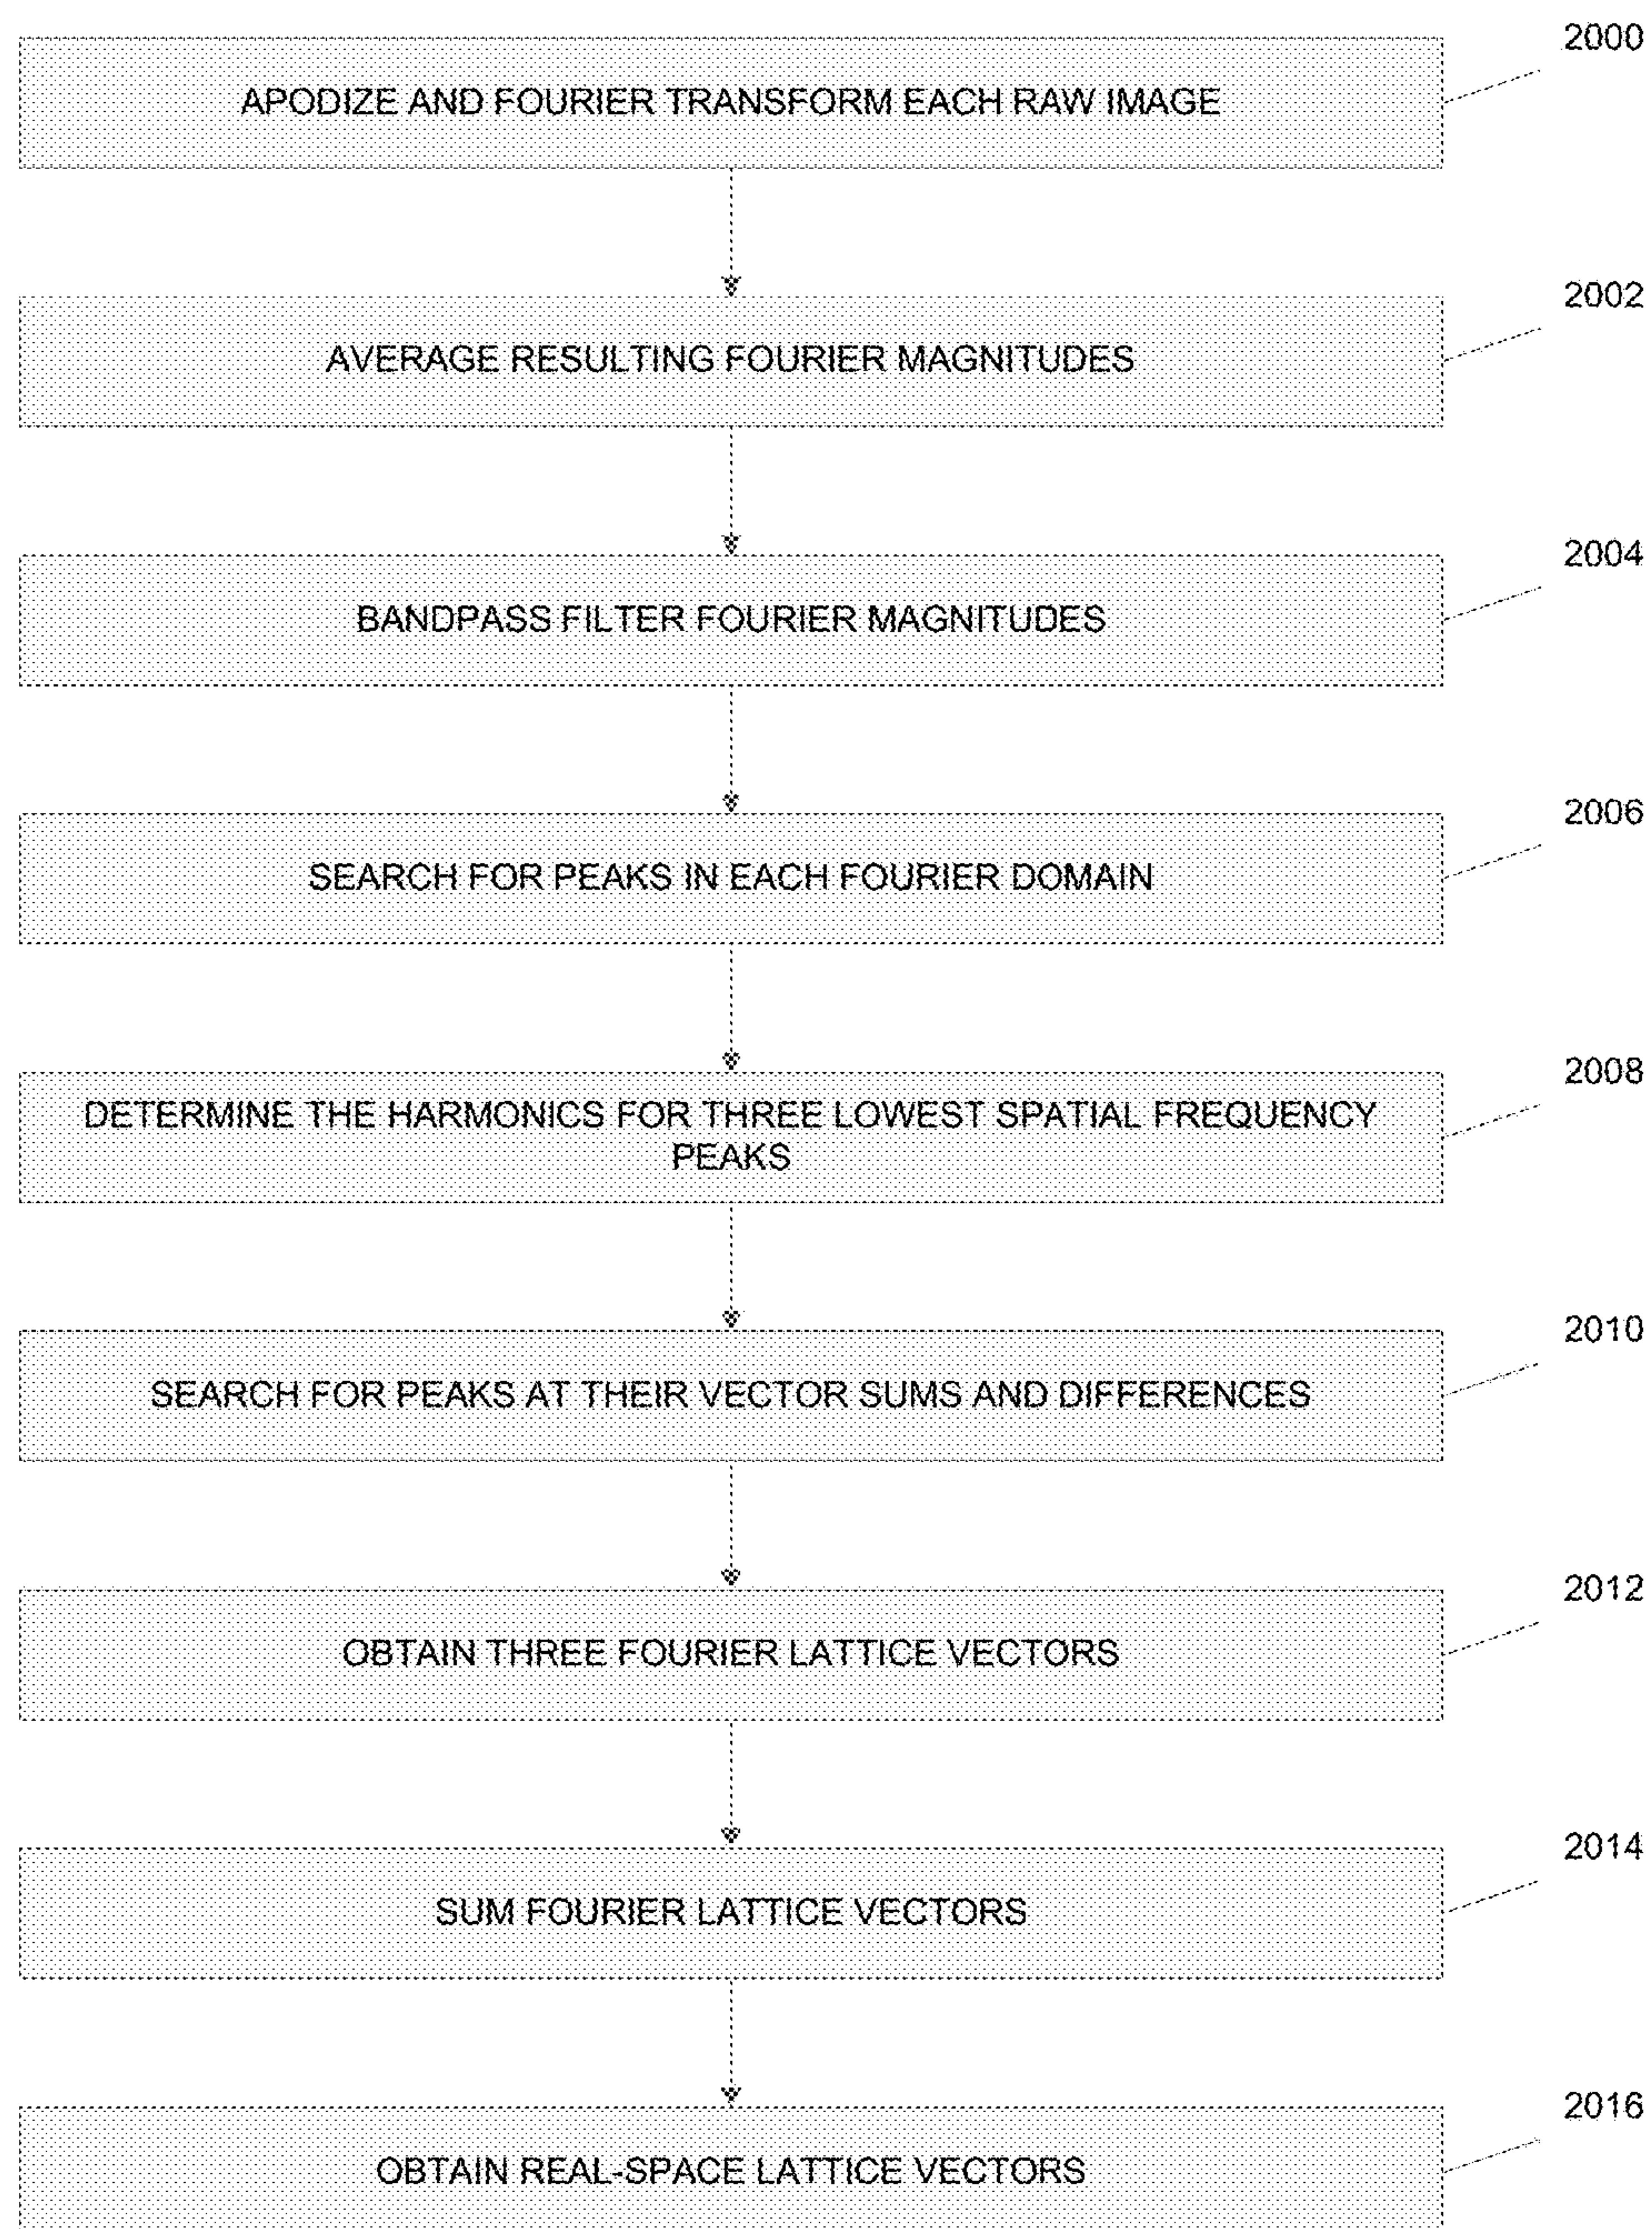 2000
APODIZE AND FOURIER TRANSFORM EACH RAW IMAGE
2002
AVERAGE RESULTING FOURIER MAGNITUDES
2004
BANDPASS FILTER FOURIER MAGNITUDES
2006
SEARCH FOR PEAKS IN EACH FOURIER DOMAIN
2008
DETERMINE THE HARMONICS FOR THREE LOWEST SPATIAL FREQUENCY
PEAKS
2010
SEARCH FOR PEAKS AT THEIR VECTOR SUMS AND DIFFERENCES
2012
OBTAIN THREE FOURIER LATTICE VECTORS
2014
SUM FOURIER LATTICE VECTORS
2016
OBTAIN REAL-SPACE LATTICE VECTORS